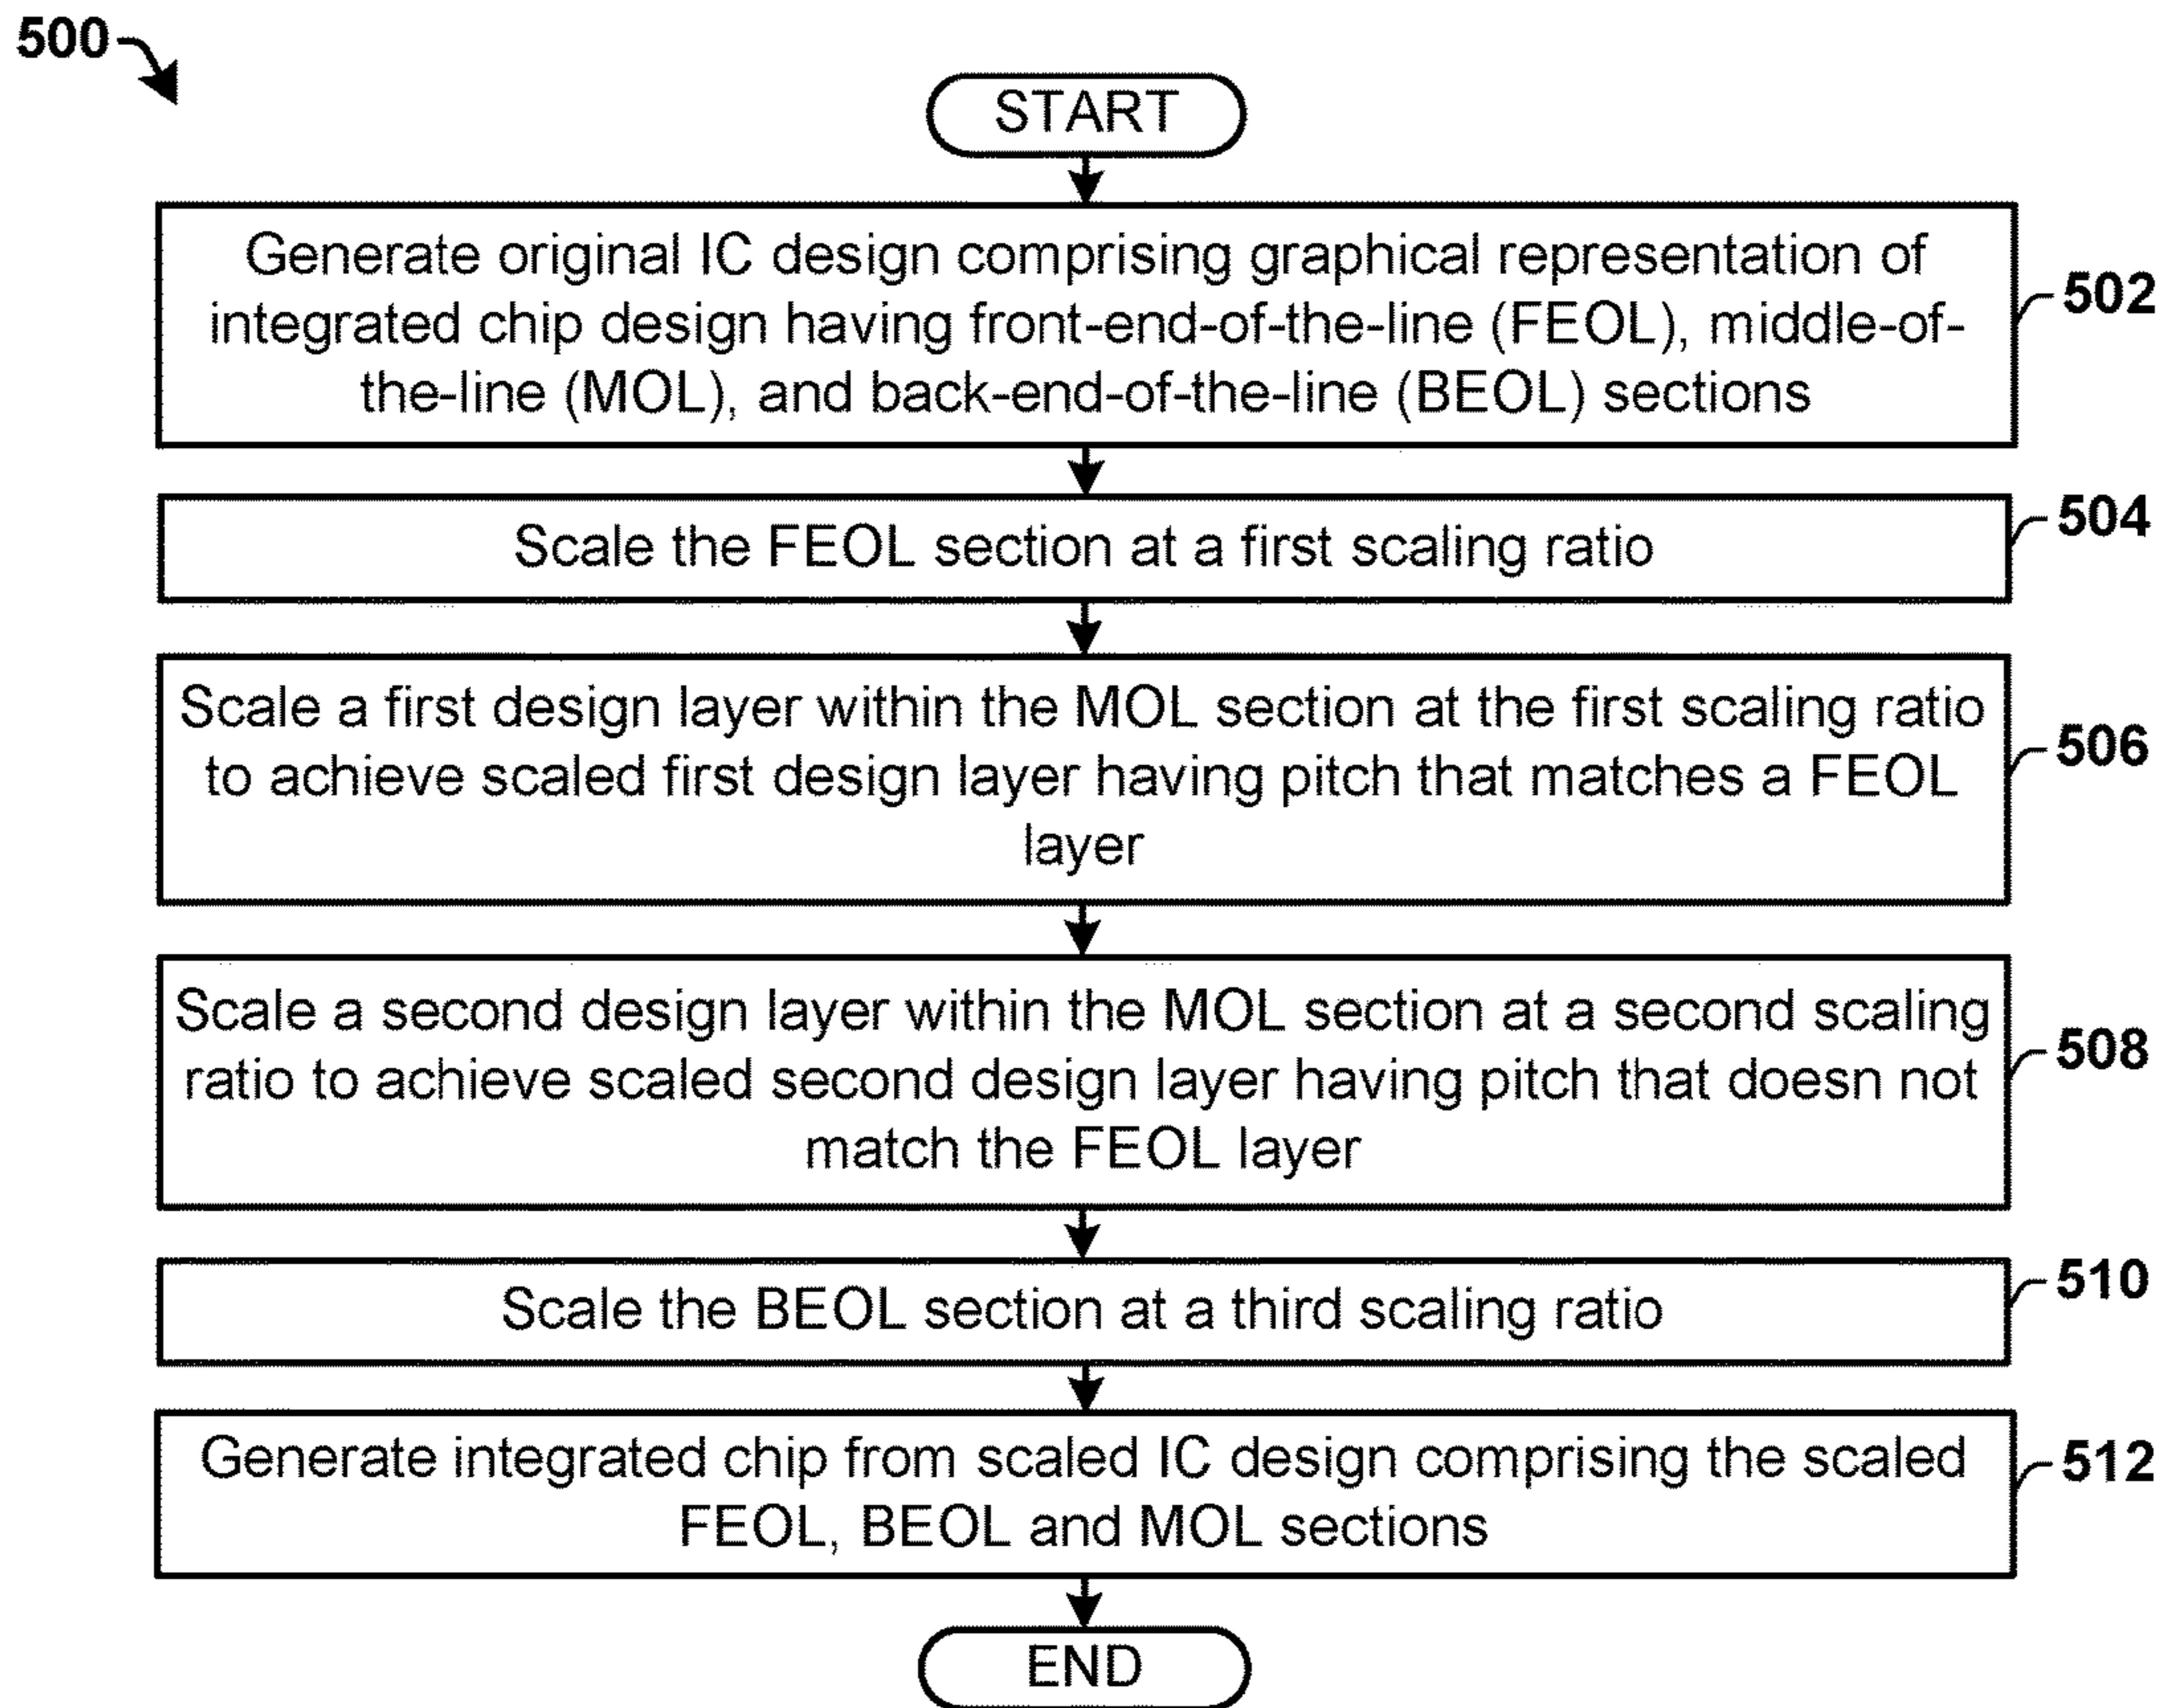 500
START
Generate original IC design comprising graphical representation of
integrated chip design having front-end-of-the-line (FEOL), middle-of-
the-line (MOL), and back-end-of-the-line (BEOL) sections
502
Scale the FEOL section at a first scaling ratio
504
Scale a first design layer within the MOL section at the first scaling ratio
to achieve scaled first design layer having pitch that matches a FEOL
layer
506
Scale a second design layer within the MOL section at a second scaling
ratio to achieve scaled second design layer having pitch that doesn not
match the FEOL layer
508
Scale the BEOL section at a third scaling ratio
510
Generate integrated chip from scaled IC design comprising the scaled
FEOL, BEOL and MOL sections
512
END